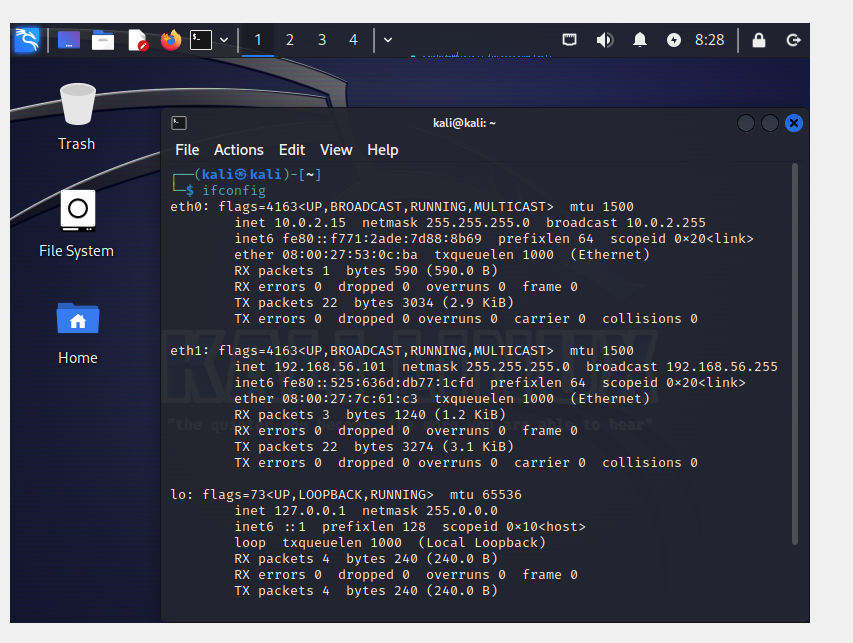 1 2 3 4 8:28
Trash
File System
Home
kali@kali: ~
File Actions Edit View Help
┌──(kali㉿kali)-[~]
└─$ ifconfig
eth0: flags=4163<UP,BROADCAST,RUNNING,MULTICAST>  mtu 1500
        inet 10.0.2.15  netmask 255.255.255.0  broadcast 10.0.2.255
        inet6 fe80::f771:2ade:7d88:8b69  prefixlen 64  scopeid 0×20<link>
        ether 08:00:27:53:0c:ba  txqueuelen 1000  (Ethernet)
        RX packets 1  bytes 590 (590.0 B)
        RX errors 0  dropped 0  overruns 0  frame 0
        TX packets 22  bytes 3034 (2.9 KiB)
        TX errors 0  dropped 0 overruns 0  carrier 0  collisions 0
eth1: flags=4163<UP,BROADCAST,RUNNING,MULTICAST>  mtu 1500
        inet 192.168.56.101  netmask 255.255.255.0  broadcast 192.168.56.255
        inet6 fe80::525:636d:db77:1cfd  prefixlen 64  scopeid 0×20<link>
        ether 08:00:27:7c:61:c3  txqueuelen 1000  (Ethernet)
        RX packets 3  bytes 1240 (1.2 KiB)
        RX errors 0  dropped 0  overruns 0  frame 0
        TX packets 22  bytes 3274 (3.1 KiB)
        TX errors 0  dropped 0 overruns 0  carrier 0  collisions 0
lo: flags=73<UP,LOOPBACK,RUNNING>  mtu 65536
        inet 127.0.0.1  netmask 255.0.0.0
        inet6 ::1  prefixlen 128  scopeid 0×10<host>
        loop  txqueuelen 1000  (Local Loopback)
        RX packets 4  bytes 240 (240.0 B)
        RX errors 0  dropped 0  overruns 0  frame 0
        TX packets 4  bytes 240 (240.0 B)